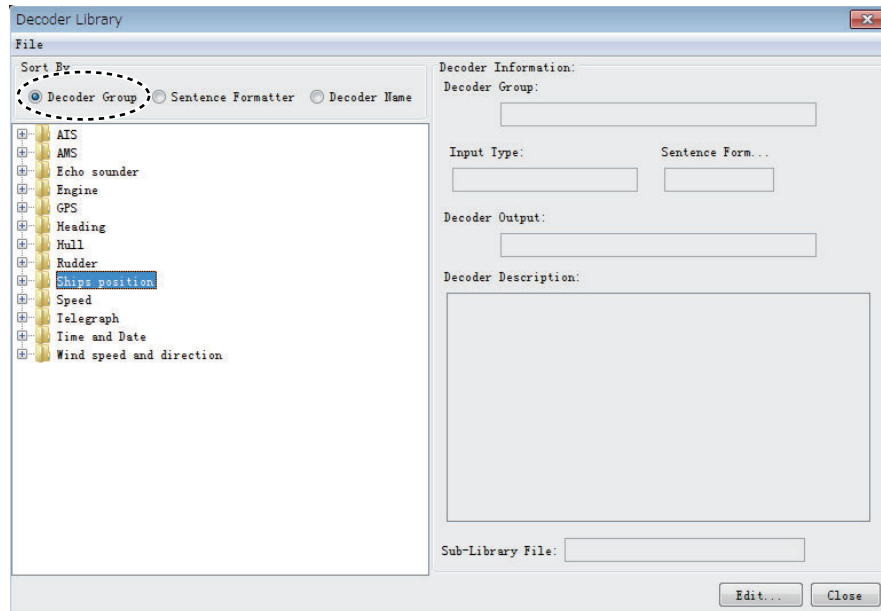 Decoder Library
File
Sort By
Decoder Group
Sentence Formatter
Decoder Name
AIS
AMS
Echo sounder
Engine
GPS
Heading
Hull
Rudder
Ships position
Speed
Telegraph
Time and Date
Wind speed and direction
Decoder Information:
Decoder Group:
Input Type:
Sentence Form...
Decoder Output:
Decoder Description:
Sub-Library File:
Edit...
Close